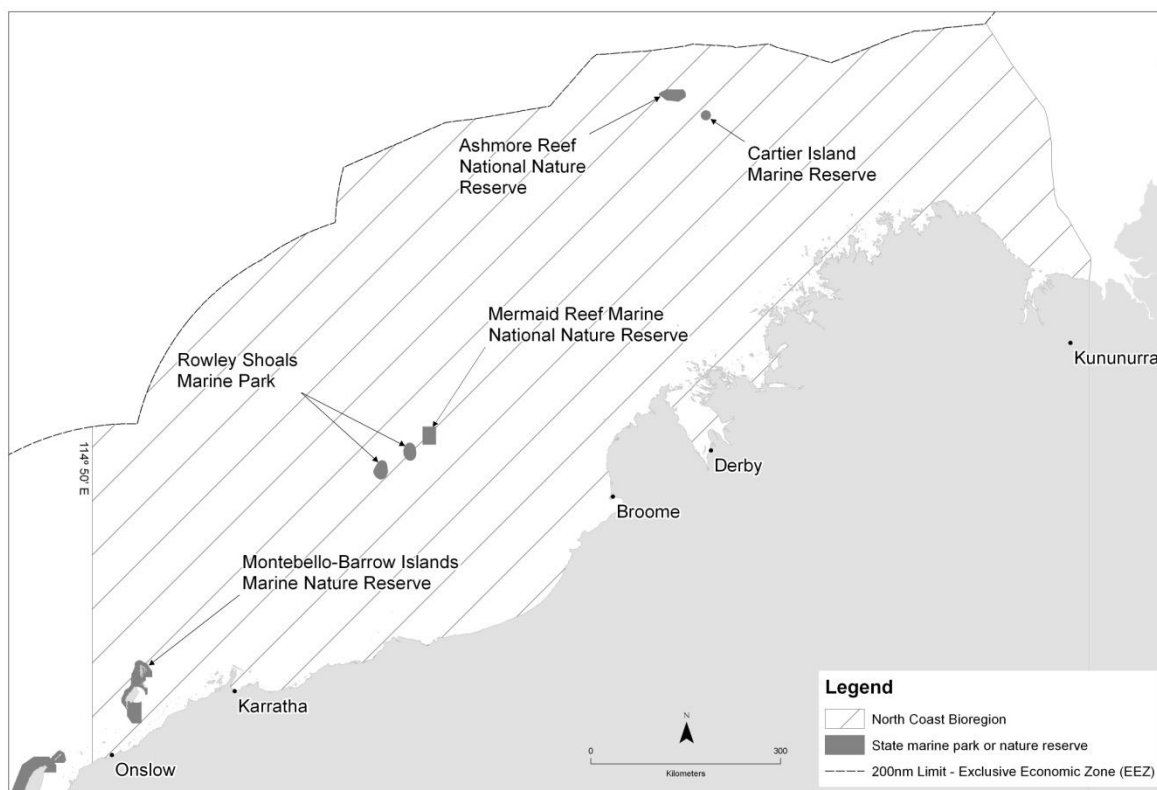 Ashmore Reef
National Nature
Reserve
Cartier Island
Marine Reserve
Mermaid Reef Marine
National Nature Reserve
Kununurra
Rowley Shoals
Marine Park
114° 50' E
Derby
Broome
Montebello-Barrow Islands
Marine Nature Reserve
Karratha
Onslow
N
0 300
Kilometers
Legend
North Coast Bioregion
State marine park or nature reserve
200nm Limit - Exclusive Economic Zone (EEZ)